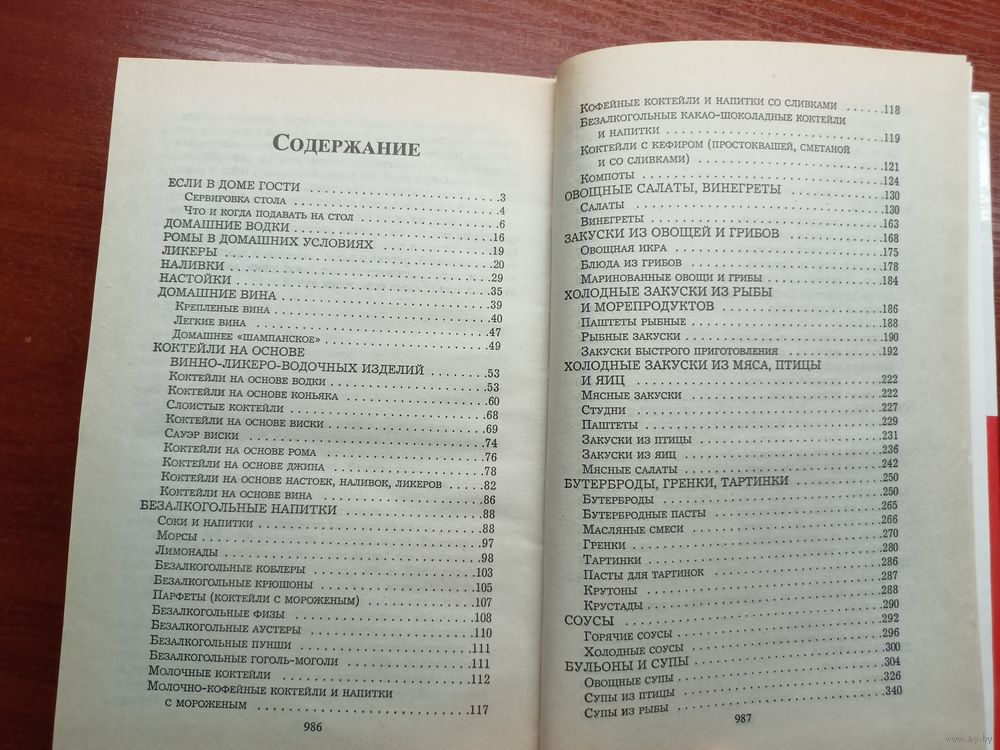 СОДЕРЖАНИЕ
ЕСЛИ В ДОМЕ ГОСТИ . . . . . . . . . . 3
Сервировка стола . . . . . . . . . . 4
Что и когда подавать на стол . . . . . . . . . . 6
ДОМАШНИЕ ВОДКИ . . . . . . . . . . 16
РОМЫ В ДОМАШНИХ УСЛОВИЯХ . . . . . . . . . . 19
ЛИКЕРЫ . . . . . . . . . . 20
НАЛИВКИ . . . . . . . . . . 29
НАСТОЙКИ . . . . . . . . . . 35
ДОМАШНИЕ ВИНА . . . . . . . . . . 39
Крепленые вина . . . . . . . . . . 40
Легкие вина . . . . . . . . . . 47
Домашнее «шампанское» . . . . . . . . . . 49
КОКТЕЙЛИ НА ОСНОВЕ
ВИННО-ЛИКЕРО-ВОДОЧНЫХ ИЗДЕЛИЙ . . . . . . . . . . 53
Коктейли на основе водки . . . . . . . . . . 53
Коктейли на основе коньяка . . . . . . . . . . 60
Слоистые коктейли . . . . . . . . . . 68
Коктейли на основе виски . . . . . . . . . . 69
Сауэр виски . . . . . . . . . . 74
Коктейли на основе рома . . . . . . . . . . 76
Коктейли на основе джина . . . . . . . . . . 78
Коктейли на основе настоек, наливок, ликеров . . . . . 82
Коктейли на основе вина . . . . . . . . . . 86
БЕЗАЛКОГОЛЬНЫЕ НАПИТКИ . . . . . . . . . . 88
Соки и напитки . . . . . . . . . . 88
Морсы . . . . . . . . . . 97
Лимонады . . . . . . . . . . 98
Безалкогольные коблеры . . . . . . . . . . 103
Безалкогольные крюшоны . . . . . . . . . . 105
Парфеты (коктейли с мороженым) . . . . . . . . . . 107
Безалкогольные физы . . . . . . . . . . 108
Безалкогольные аустеры . . . . . . . . . . 110
Безалкогольные пунши . . . . . . . . . . 111
Безалкогольные гоголь-моголи . . . . . . . . . . 111
Молочные коктейли . . . . . . . . . . 112
Молочно-кофейные коктейли и напитки
с мороженым . . . . . . . . . . 117
986
Кофейные коктейли и напитки со сливками . . . . . . 118
Безалкогольные какао-шоколадные коктейли
и напитки . . . . . . . . . . 119
Коктейли с кефиром (простоквашей, сметаной
и со сливками) . . . . . . . . . . 121
Компоты . . . . . . . . . . 124
ОВОЩНЫЕ САЛАТЫ, ВИНЕГРЕТЫ . . . . . . . . . . 130
Салаты . . . . . . . . . . 130
Винегреты . . . . . . . . . . 163
ЗАКУСКИ ИЗ ОВОЩЕЙ И ГРИБОВ . . . . . . . . . . 168
Овощная икра . . . . . . . . . . 175
Блюда из грибов . . . . . . . . . . 178
Маринованные овощи и грибы . . . . . . . . . . 184
ХОЛОДНЫЕ ЗАКУСКИ ИЗ РЫБЫ
И МОРЕПРОДУКТОВ . . . . . . . . . . 186
Паштеты рыбные . . . . . . . . . . 188
Рыбные закуски . . . . . . . . . . 190
Закуски быстрого приготовления . . . . . . . . . . 192
ХОЛОДНЫЕ ЗАКУСКИ ИЗ МЯСА, ПТИЦЫ
И ЯИЦ . . . . . . . . . . 222
Мясные закуски . . . . . . . . . . 222
Студни . . . . . . . . . . 227
Паштеты . . . . . . . . . . 229
Закуски из птицы . . . . . . . . . . 231
Закуски из яиц . . . . . . . . . . 236
Мясные салаты . . . . . . . . . . 242
БУТЕРБРОДЫ, ГРЕНКИ, ТАРТИНКИ . . . . . . . . . . 250
Бутерброды . . . . . . . . . . 250
Бутербродные пасты . . . . . . . . . . 265
Масляные смеси . . . . . . . . . . 266
Гренки . . . . . . . . . . 270
Тартинки . . . . . . . . . . 280
Пасты для тартинок . . . . . . . . . . 286
Крутоны . . . . . . . . . . 287
Крустады . . . . . . . . . . 288
СОУСЫ . . . . . . . . . . 290
Горячие соусы . . . . . . . . . . 292
Холодные соусы . . . . . . . . . . 296
БУЛЬОНЫ И СУПЫ . . . . . . . . . . 300
Овощные супы . . . . . . . . . . 304
Супы из птицы . . . . . . . . . . 326
Супы из рыбы . . . . . . . . . . 340
987
www.ay.by